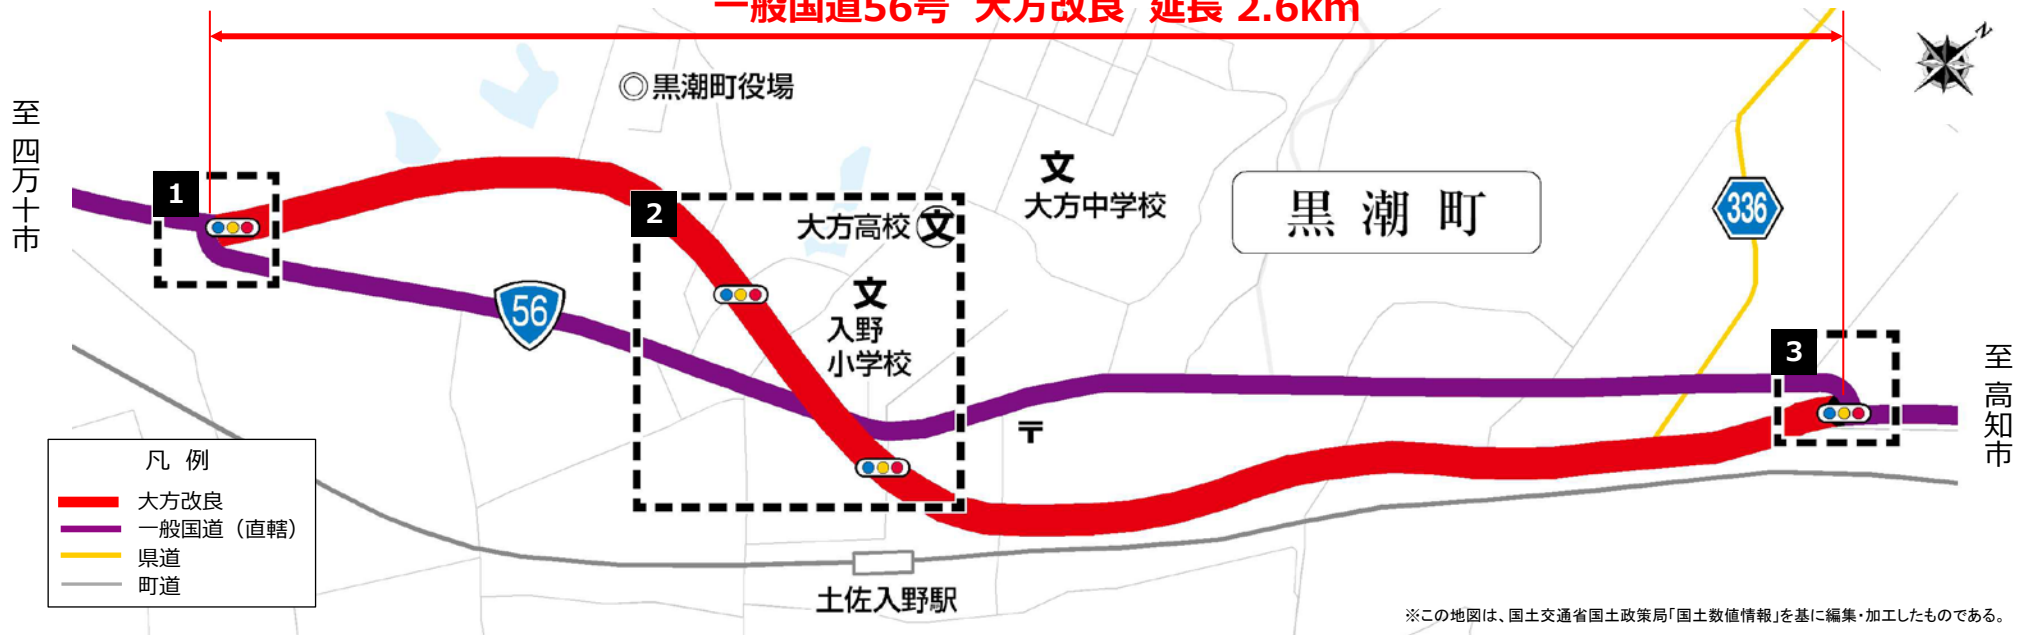 一般国道56号 大方改良 延長 2.6km
N
黒潮町役場
至 四万十市
1
2
大方高校
文
文
大方中学校
黒潮町
336
文
入野
小学校
56
3
至 高知市
〒
凡 例
大方改良
一般国道（直轄）
県道
町道
土佐入野駅
※この地図は、国土交通省国土政策局「国土数値情報」を基に編集・加工したものである。